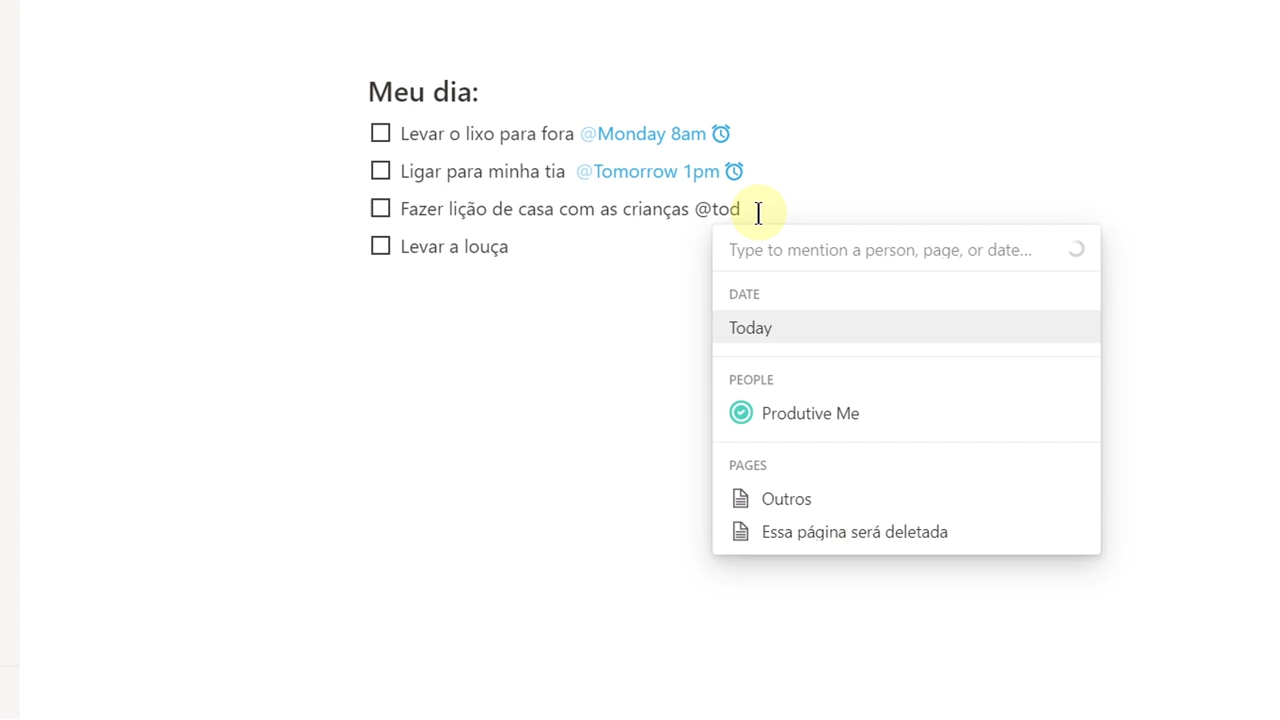 Meu dia:
Levar o lixo para fora @Monday 8am
Ligar para minha tia @Tomorrow 1pm
Fazer lição de casa com as crianças @tod
Levar a louça
Type to mention a person, page, or date...
DATE
Today
PEOPLE
Produtive Me
PAGES
Outros
Essa página será deletada